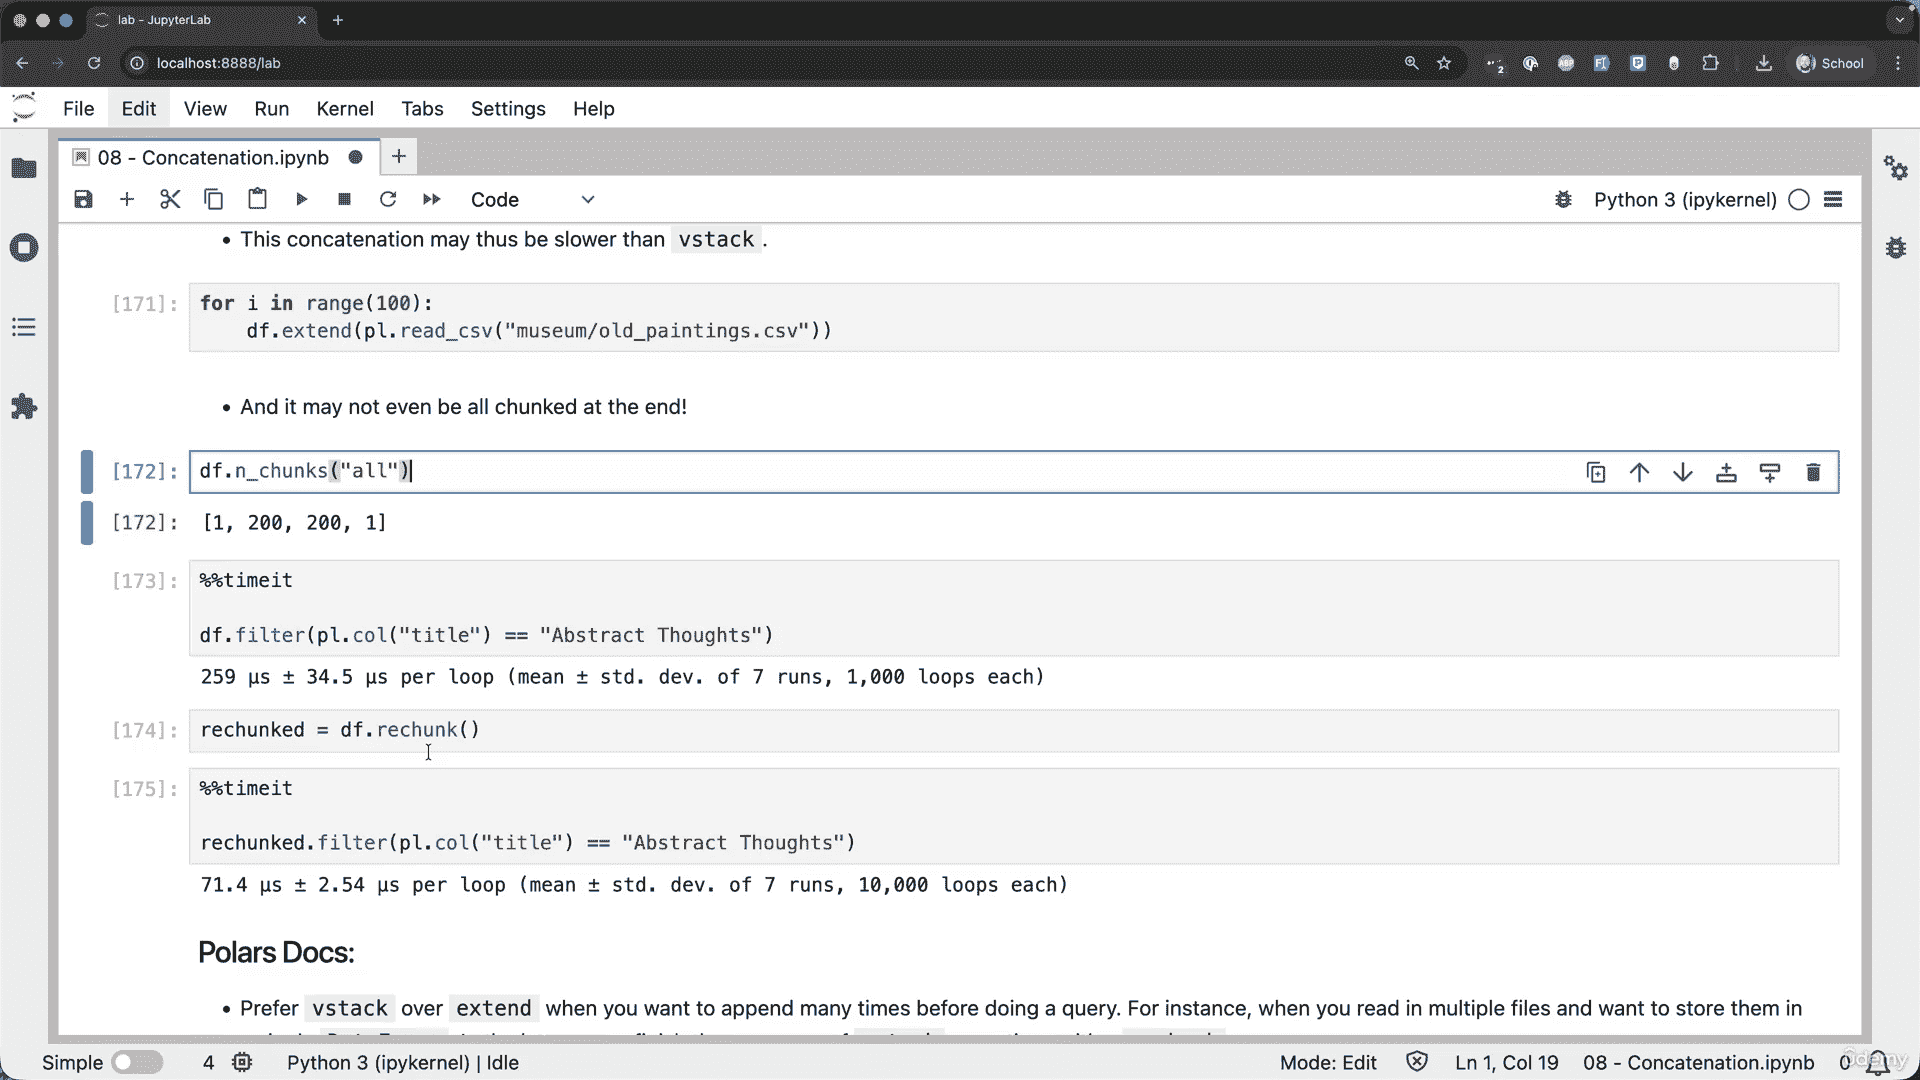 lab - JupyterLab
localhost:8888/lab
2
ABP
School
File Edit View Run Kernel Tabs Settings Help
08 - Concatenation.ipynb
Code
Python 3 (ipykernel)
• This concatenation may thus be slower than vstack .
[171]: for i in range(100):
df.extend(pl.read_csv("museum/old_paintings.csv"))
• And it may not even be all chunked at the end!
[172]: df.n_chunks("all")
[172]: [1, 200, 200, 1]
[173]: %%timeit
df.filter(pl.col("title") == "Abstract Thoughts")
259 µs ± 34.5 µs per loop (mean ± std. dev. of 7 runs, 1,000 loops each)
[174]: rechunked = df.rechunk()
[175]: %%timeit
rechunked.filter(pl.col("title") == "Abstract Thoughts")
71.4 µs ± 2.54 µs per loop (mean ± std. dev. of 7 runs, 10,000 loops each)
Polars Docs:
• Prefer vstack over extend when you want to append many times before doing a query. For instance, when you read in multiple files and want to store them in
Simple 4 Python 3 (ipykernel) | Idle Mode: Edit Ln 1, Col 19 08 - Concatenation.ipynb 0
udemy